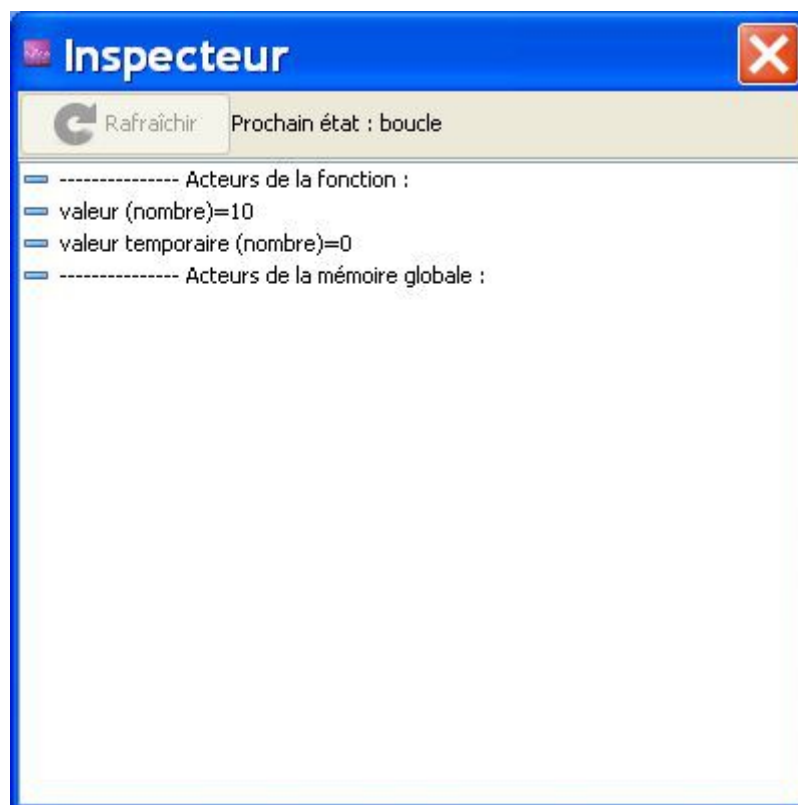 Inspecteur
Rafraîchir Prochain état : boucle
--------------- Acteurs de la fonction :
valeur (nombre)=10
valeur temporaire (nombre)=0
--------------- Acteurs de la mémoire globale :